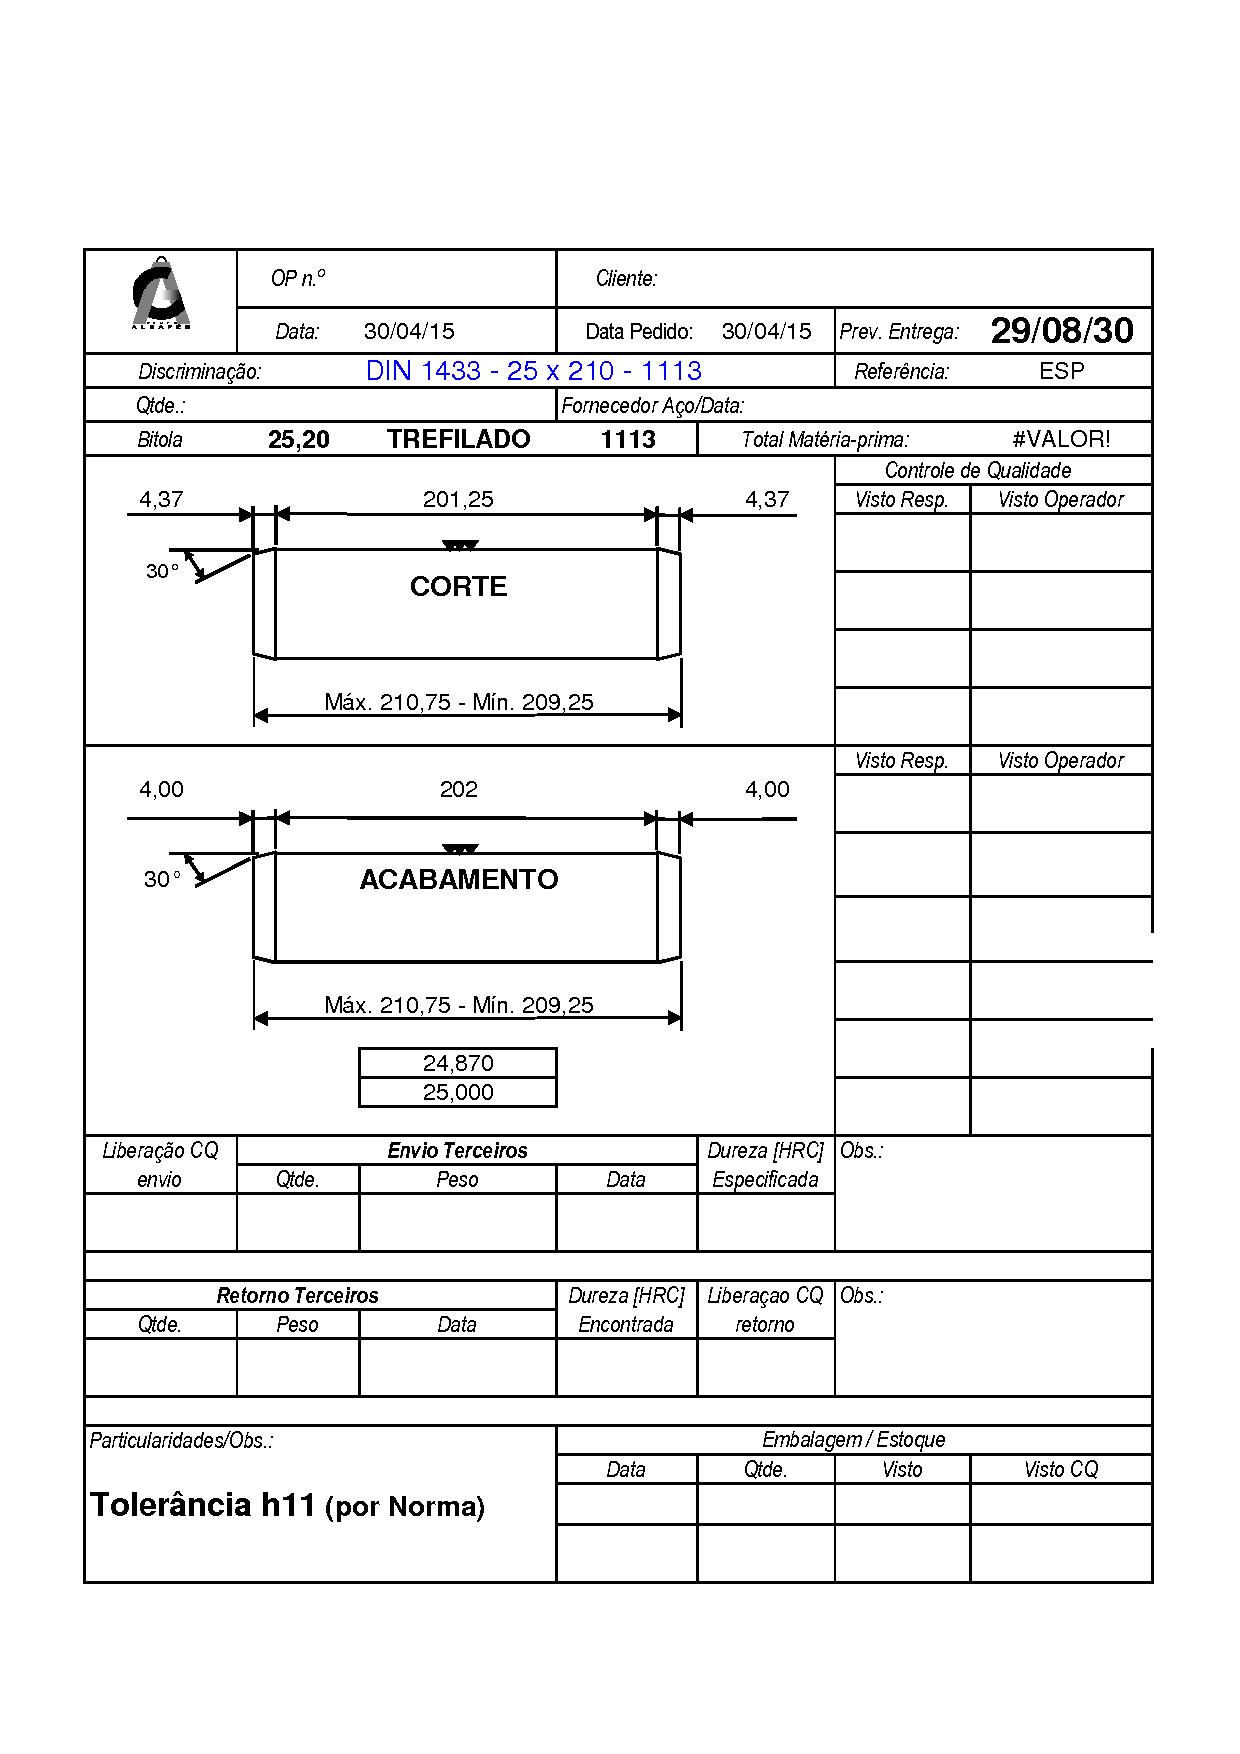 OP n.º Cliente:
ALBAFER
Data: 30/04/15 Data Pedido: 30/04/15 Prev. Entrega: 29/08/30
Discriminação: DIN 1433 - 25 x 210 - 1113 Referência: ESP
Qtde.: Fornecedor Aço/Data:
Bitola 25,20 TREFILADO 1113 Total Matéria-prima: #VALOR!
Controle de Qualidade
4,37 201,25 4,37 Visto Resp. Visto Operador
30°
CORTE
Máx. 210,75 - Mín. 209,25
Visto Resp. Visto Operador
4,00 202 4,00
30°
ACABAMENTO
Máx. 210,75 - Mín. 209,25
24,870
25,000
Liberação CQ Envio Terceiros Dureza [HRC] Obs.:
envio Qtde. Peso Data Especificada
Retorno Terceiros Dureza [HRC] Liberaçao CQ Obs.:
Qtde. Peso Data Encontrada retorno
Particularidades/Obs.: Embalagem / Estoque
Data Qtde. Visto Visto CQ
Tolerância h11 (por Norma)